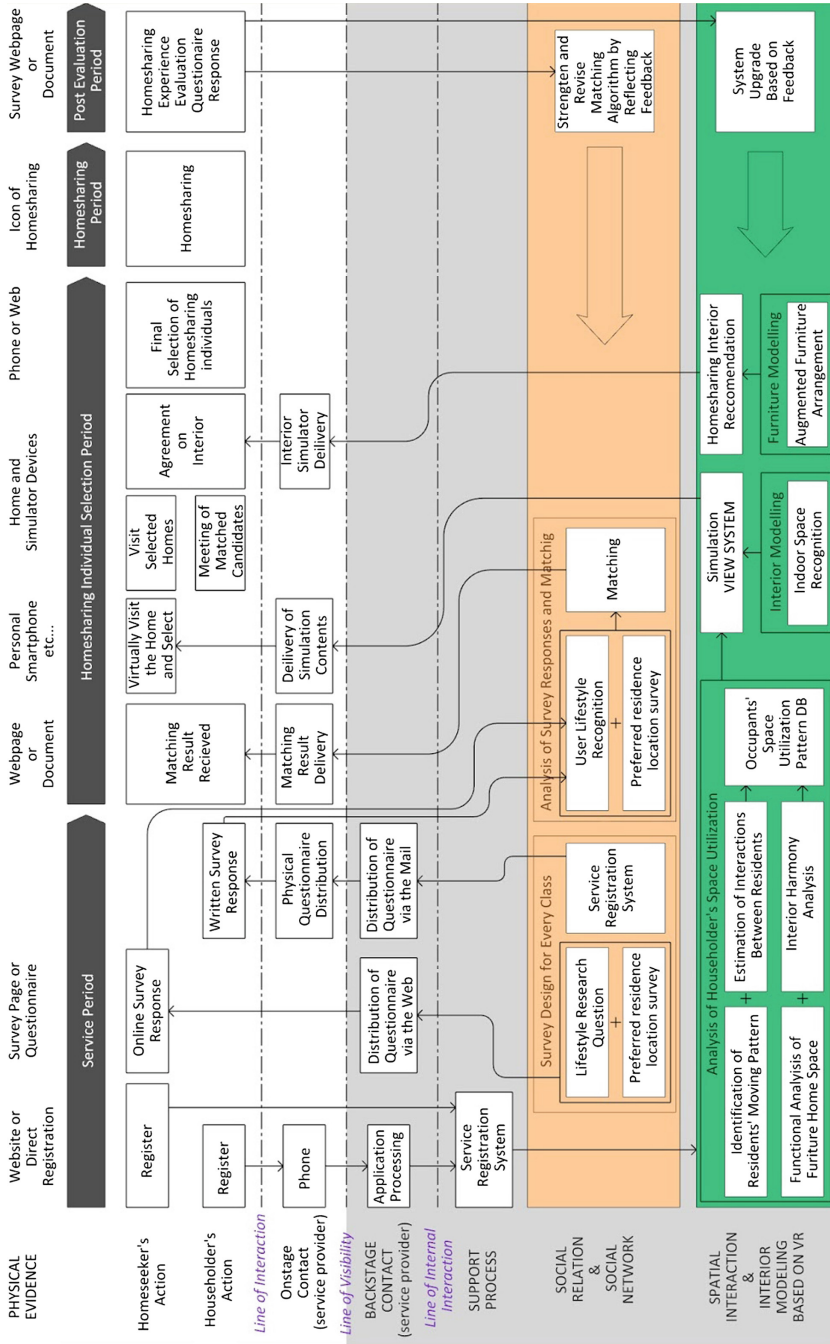 PHYSICAL
EVIDENCE
Website or
Direct
Registration
Survey Page or
Questionnaire
Webpage
or
Document
Personal
Smartphone
etc...
Home and
Simulator Devices
Phone or Web
Icon of
Homesharing
Survey Webpage
or
Document
Service Period
Homesharing Individual Selection Period
Homesharing
Period
Post Evaluation
Period
Homeseeker's
Action
Register
Online Survey
Response
Matching Result
Recieved
Virtually Visit
the Home
and Select
Visit
Selected
Homes
Meeting of
Matched
Candidates
Agreement
on
Interior
Final
Selection of
Homesharing
individuals
Homesharing
Homesharing
Experience
Evaluation
Questionaire
Response
Householder's
Action
Register
Written Survey
Response
Line of Interaction
Onstage
Contact
(service provider)
Phone
Physical
Questionnaire
Distribution
Matching Result
Delivery
Deilivery of
Simulation
Contents
Interior
Simulator
Delivery
Line of Visibility
BACKSTAGE
CONTACT
(service provider)
Application
Processing
Distribution of
Questionnaire
via the Web
Distribution of
Questionnaire
via the Mail
Line of Internal
Interaction
SUPPORT
PROCESS
Service
Registration
System
SOCIAL
RELATION
&
SOCIAL
NETWORK
Survey Design for Every Class
Lifestyle Research
Question
+
Preferred residence
location survey
Service
Registration
System
Analysis of Survey Responses and Matchig
User Lifestyle
Recognition
+
Preferred residence
location survey
Matching
Strengten and
Revise
Matching
Algorithm by
Reflecting
Feedback
SPATIAL
INTERACTION
&
INTERIOR
MODELING
BASED ON VR
Analysis of Householder's Space Utilization
Identification of
Residents' Moving Pattern
+
Estimation of Interactions
Between Residents
Functional Analysis of
Furiture Home Space
+
Interior Harmony
Analysis
Occupants'
Space
Utilization
Pattern DB
Simulation
VIEW SYSTEM
Interior Modelling
Indoor Space
Recognition
Homesharing Interior
Reccomendation
Furniture Modelling
Augmented Furniture
Arrangement
System
Upgrade
Based on
Feedback